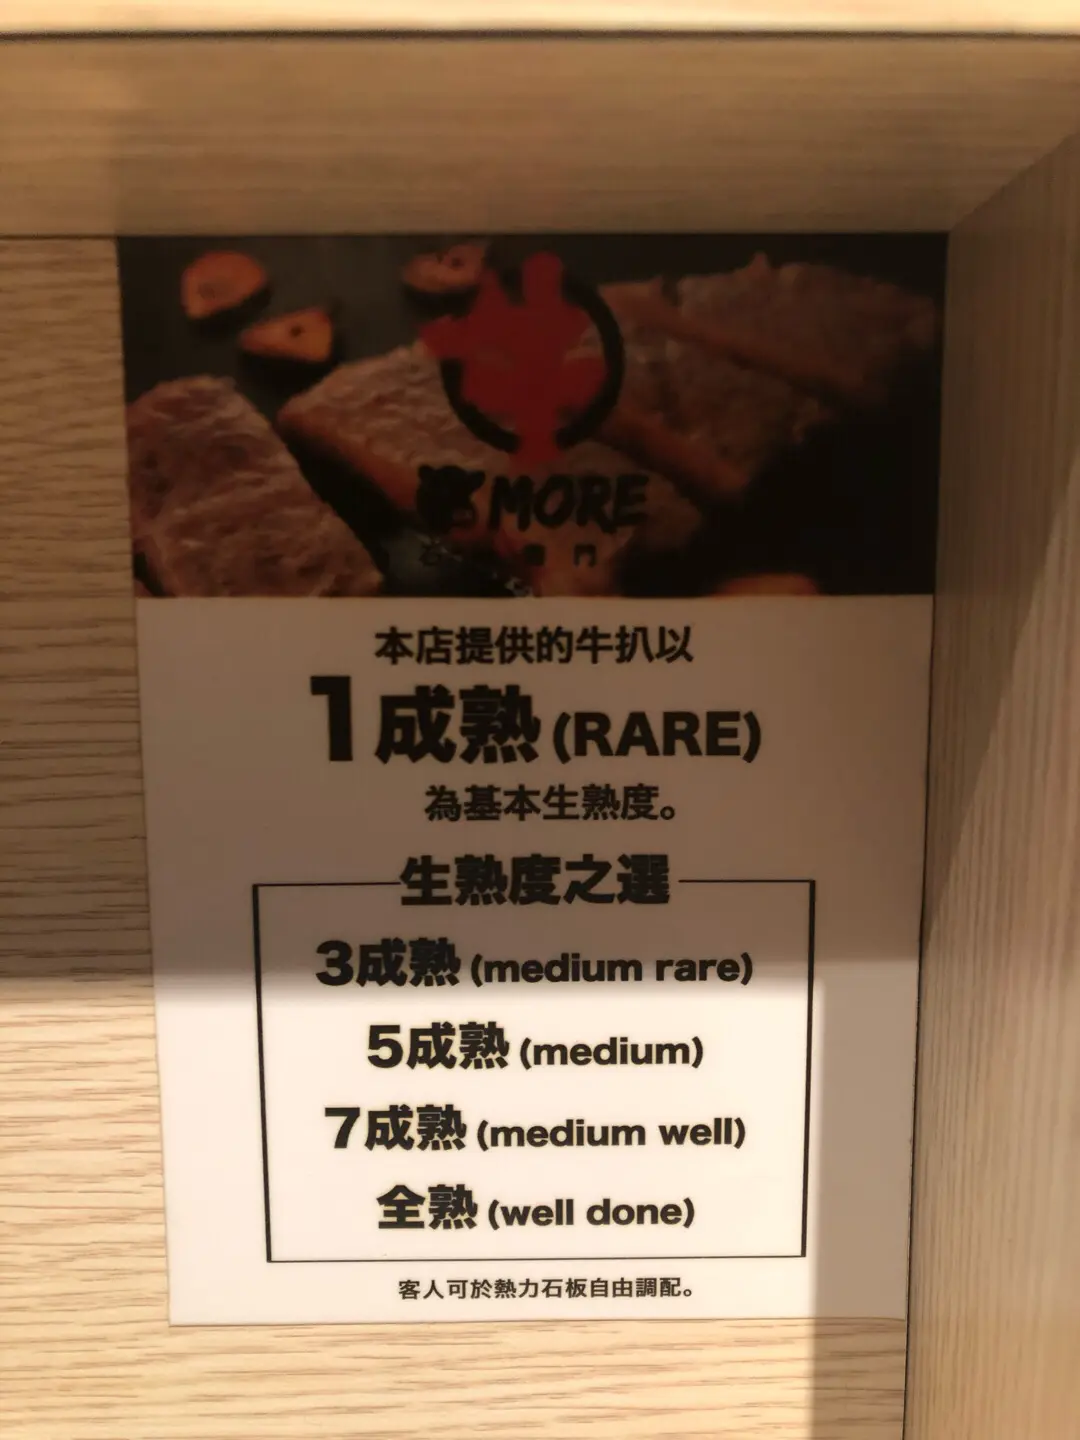 MORE
門
本店提供的牛扒以
1成熟(RARE)
為基本生熟度。
生熟度之選
3成熟(medium rare)
5成熟(medium)
7成熟(medium well)
全熟(well done)
客人可於熱力石板自由調配。